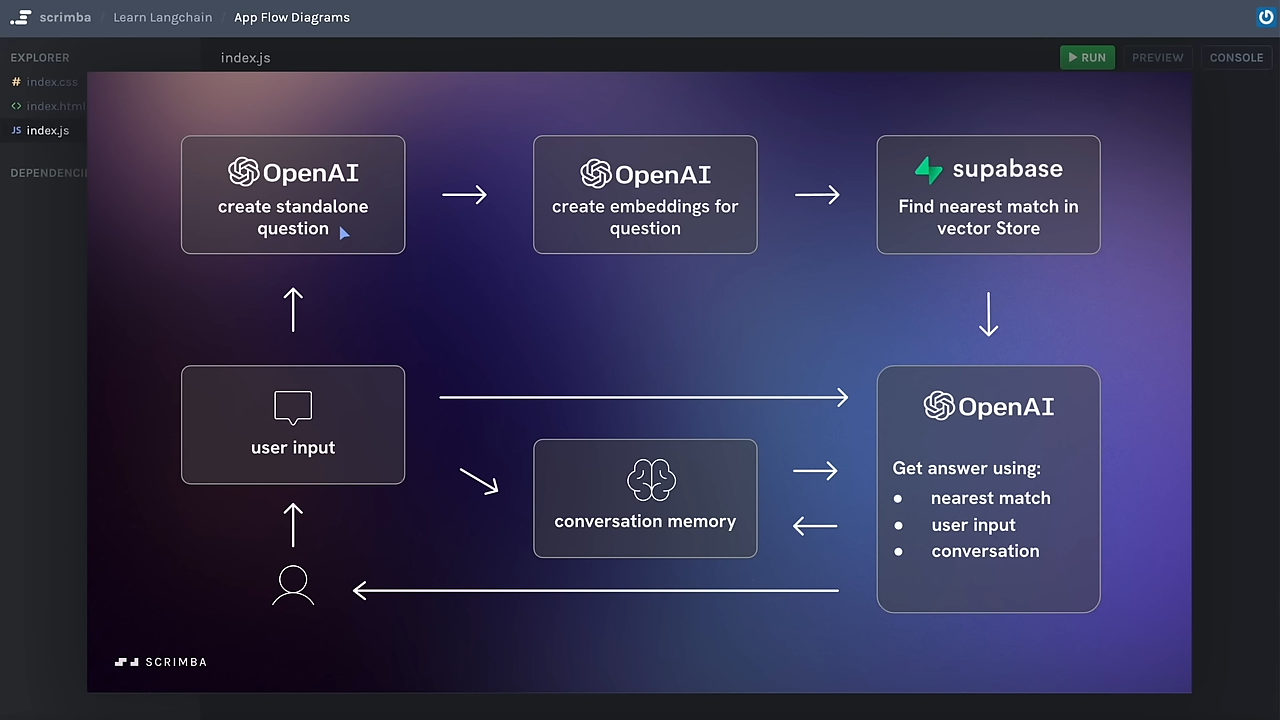 scrimba / Learn Langchain / App Flow Diagrams
EXPLORER
index.js
RUN
PREVIEW
CONSOLE
# index.css
<> index.html
JS index.js
DEPENDENCI
OpenAI
create standalone
question
OpenAI
create embeddings for
question
supabase
Find nearest match in
vector Store
user input
conversation memory
OpenAI
Get answer using:
● nearest match
● user input
● conversation
SCRIMBA